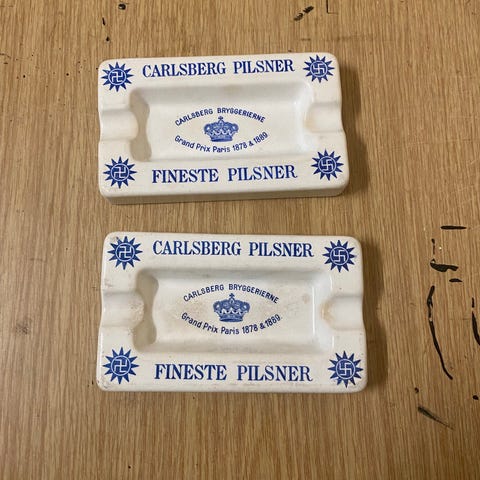 CARLSBERG PILSNER
CARLSBERG BRYGGERIERNE
Grand Prix Paris 1878 & 1889.
FINESTE PILSNER
CARLSBERG PILSNER
CARLSBERG BRYGGERIERNE
Grand Prix Paris 1878 & 1889.
FINESTE PILSNER